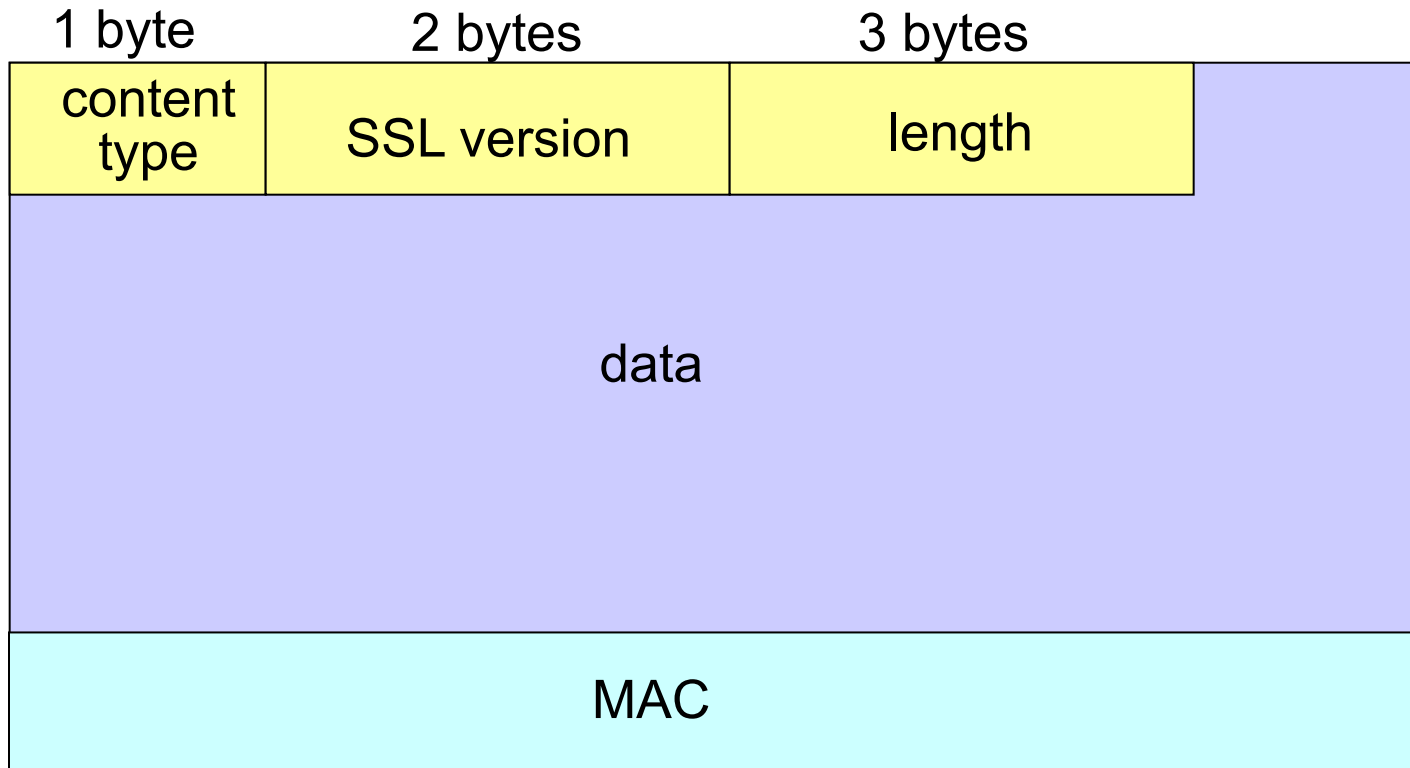 1 byte 2 bytes 3 bytes
content
type
SSL version
length
data
MAC